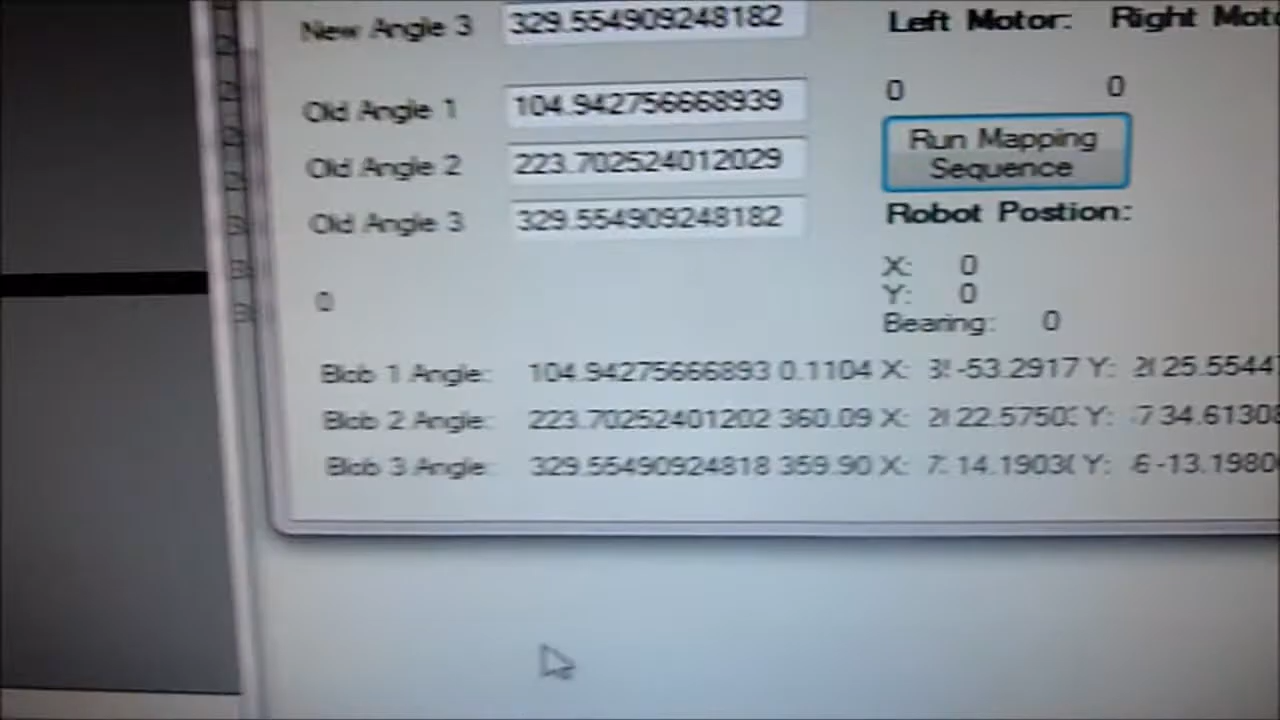 New Angle 3 329.554909248182 Left Motor: Right Mot
0 0
Old Angle 1 104.942756668939
Run Mapping
Sequence
Old Angle 2 223.702524012029
Old Angle 3 329.554909248182 Robot Postion:
X: 0
Y: 0
0
Bearing: 0
Blob 1 Angle: 104.94275666893 0.1104 X: -53.2917 Y: 25.5544
Blob 2 Angle: 223.70252401202 360.09 X: 22.5750 Y: -7 34.6130
Blob 3 Angle: 329.55490924818 359.90 X: 14.1903 Y: -13.1980